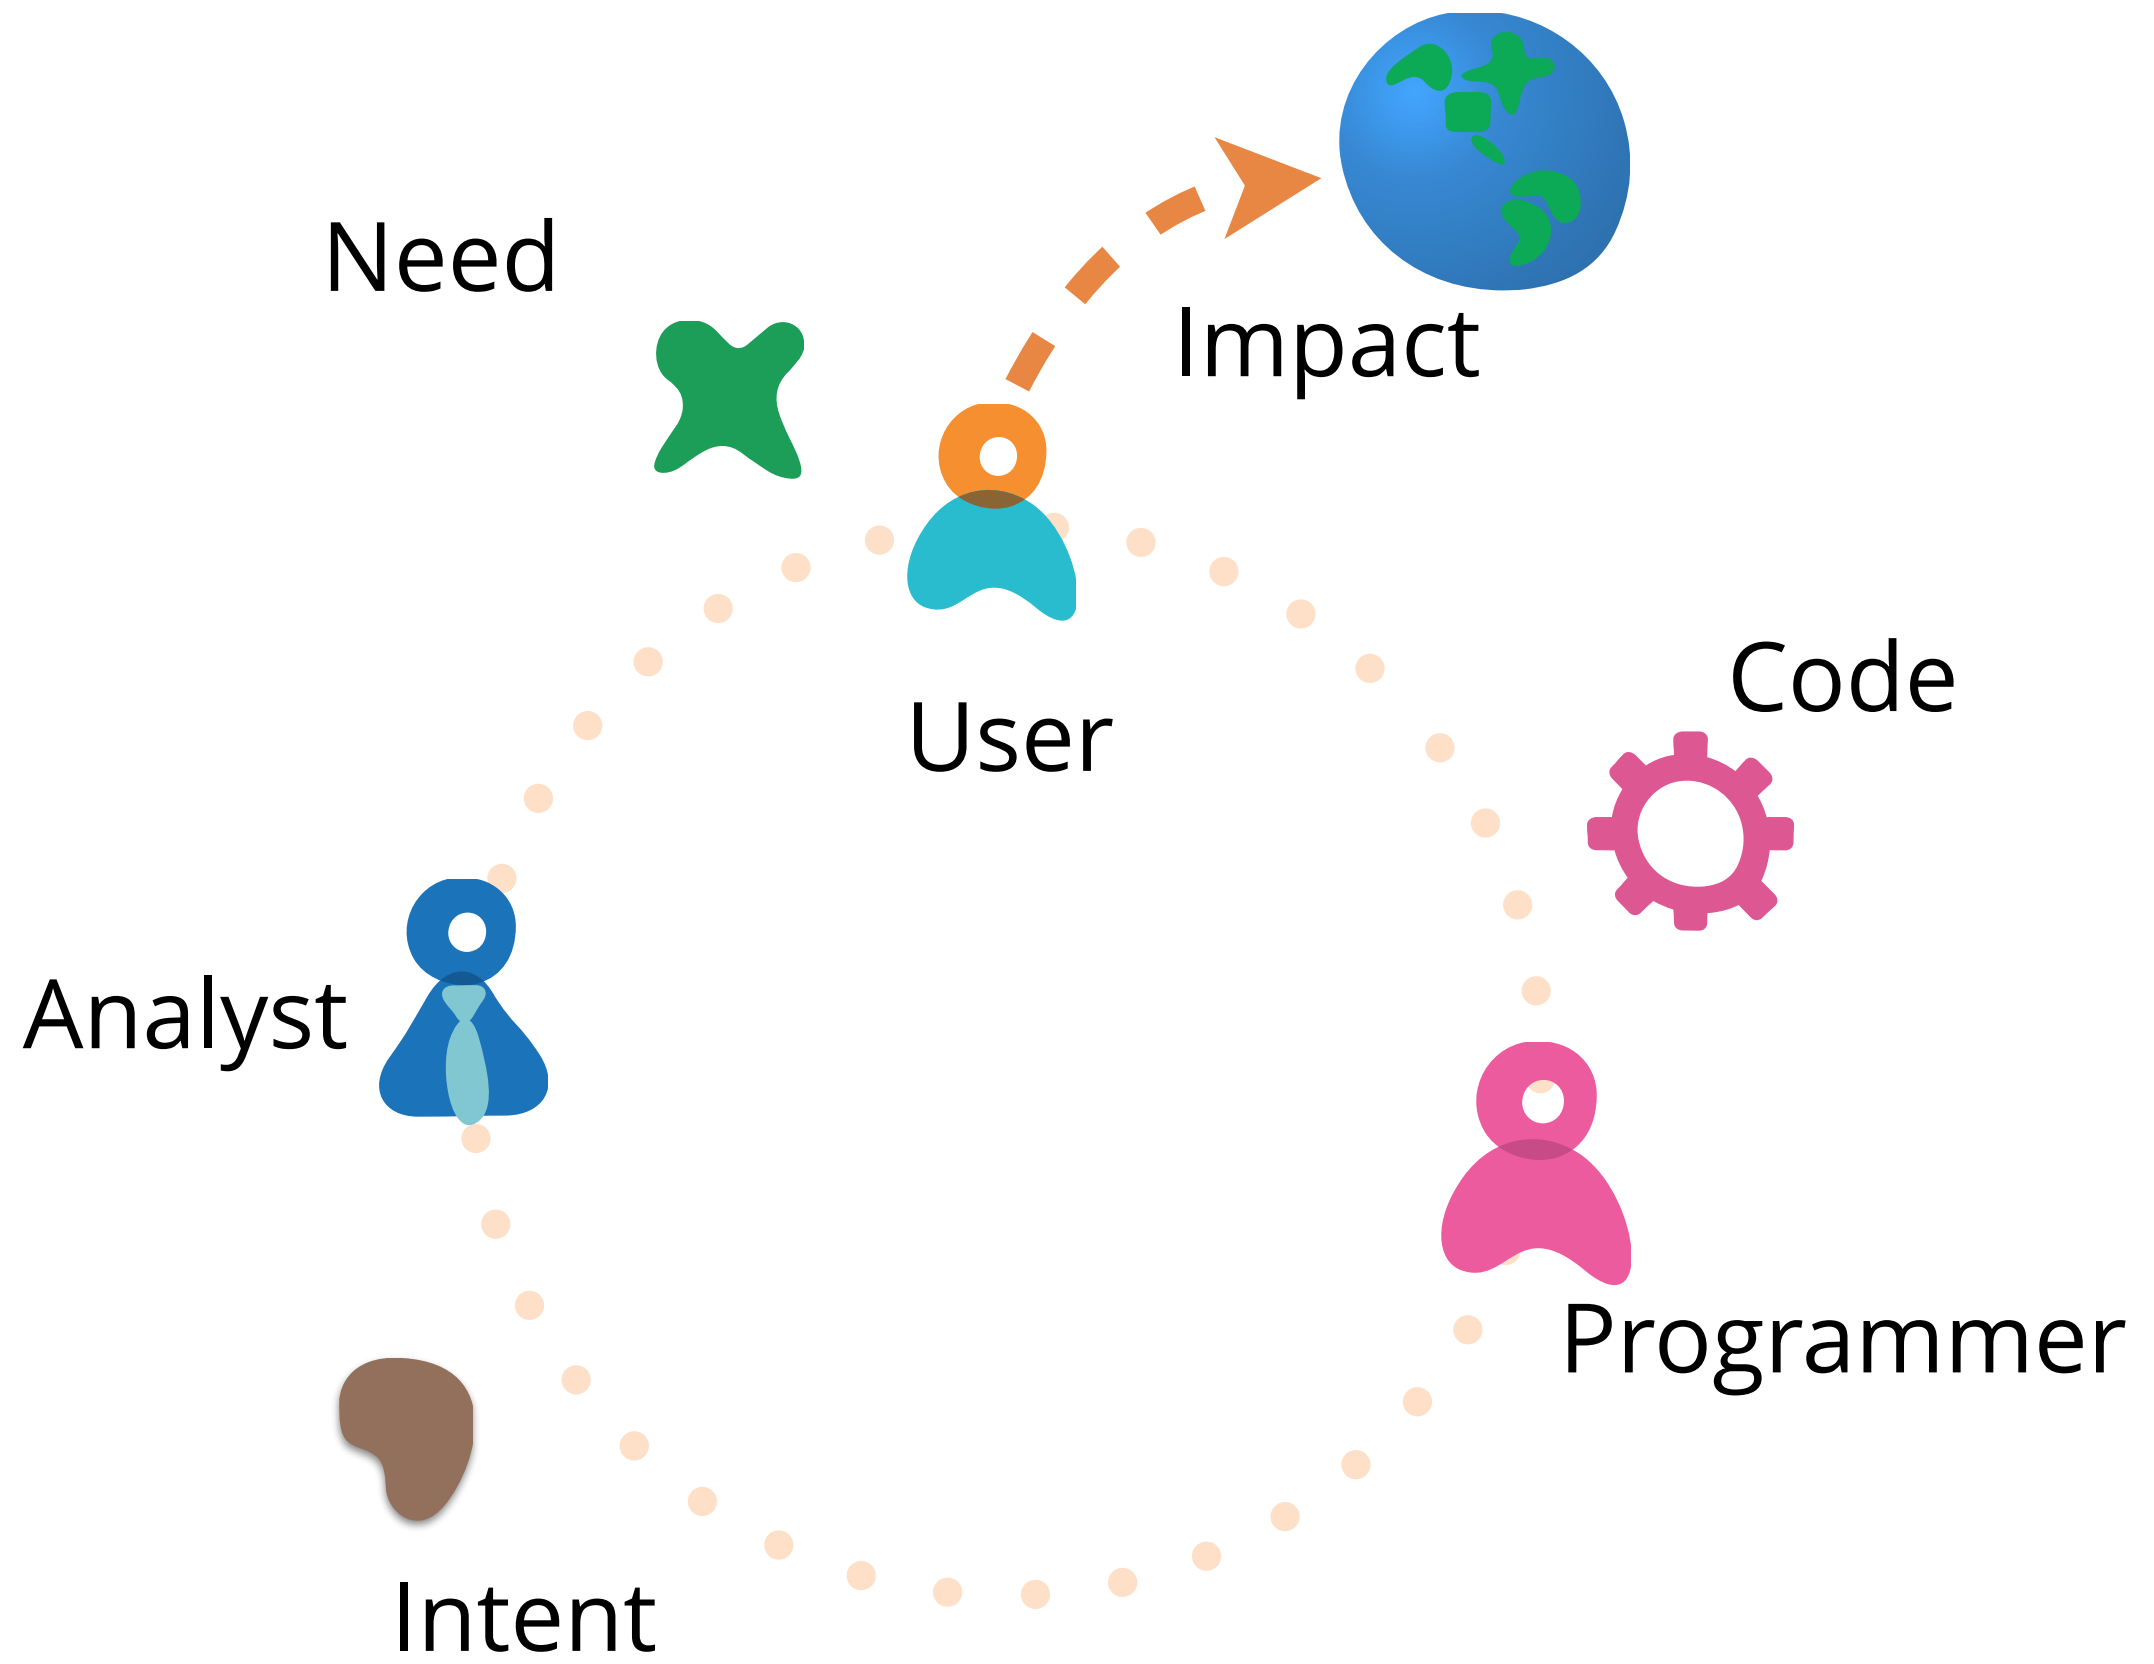 Need
Impact
Code
User
Analyst
Programmer
Intent